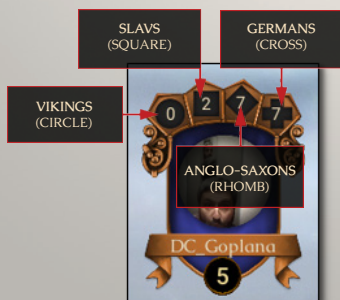 SLAVS
(SQUARE)
GERMANS
(CROSS)
VIKINGS
(CIRCLE)
0 2 7 7
ANGLO-SAXONS
(RHOMB)
DC_Goplana
5